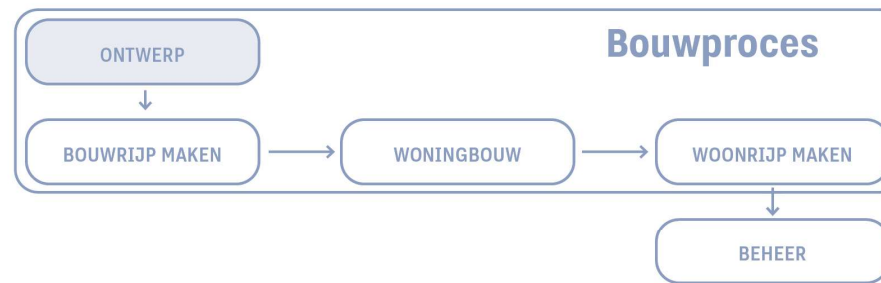 Bouwproces
ONTWERP
BOUWRIJP MAKEN
WONINGBOUW
WOONRIJP MAKEN
BEHEER